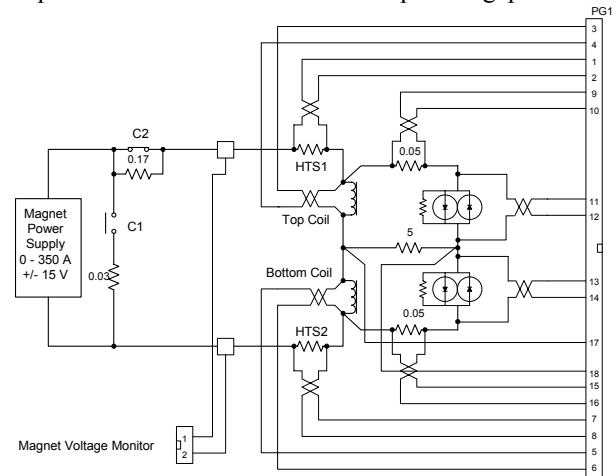 PG1
3
4
1
2
9
10
C2
0.17
HTS1
0.05
Magnet
Power
Supply
0 - 350 A
+/- 15 V
C1
0.03
Top Coil
11
12
5
Bottom Coil
13
14
0.05
HTS2
17
18
15
16
7
8
5
6
Magnet Voltage Monitor
1
2